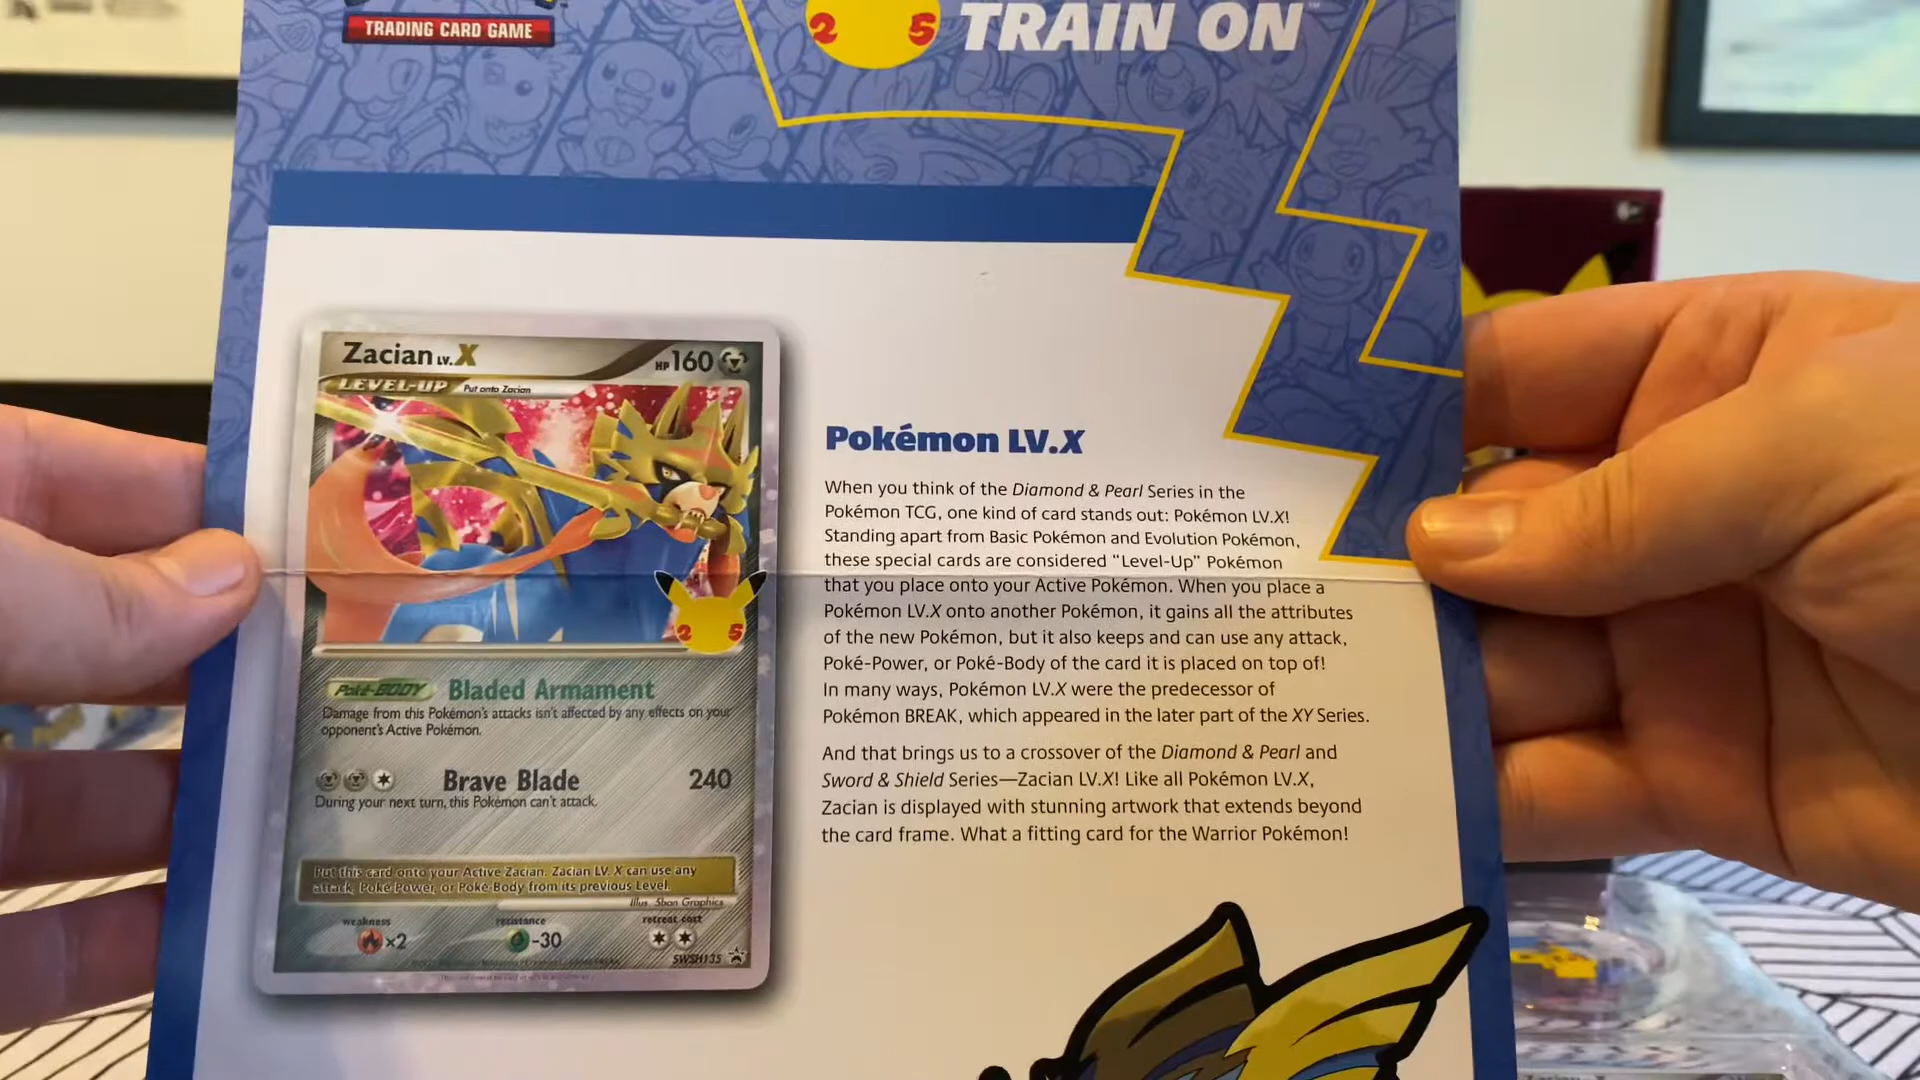 TRADING CARD GAME
25
TRAIN ON™
Zacian LV.X
HP 160
LEVEL-UP Put onto Zacian
25
Poké-BODY Bladed Armament
Damage from this Pokémon's attacks isn't affected by any effects on your
opponent's Active Pokémon.
Brave Blade 240
During your next turn, this Pokémon can't attack.
Put this card onto your Active Zacian. Zacian LV. X can use any
attack, Poké-Power, or Poké-Body from its previous Level.
Illus. 5ban Graphics
weakness resistance retreat cost
×2 -30
SWSH135
Pokémon LV.X
When you think of the Diamond & Pearl Series in the
Pokémon TCG, one kind of card stands out: Pokémon LV.X!
Standing apart from Basic Pokémon and Evolution Pokémon,
these special cards are considered "Level-Up" Pokémon
that you place onto your Active Pokémon. When you place a
Pokémon LV.X onto another Pokémon, it gains all the attributes
of the new Pokémon, but it also keeps and can use any attack,
Poké-Power, or Poké-Body of the card it is placed on top of!
In many ways, Pokémon LV.X were the predecessor of
Pokémon BREAK, which appeared in the later part of the XY Series.
And that brings us to a crossover of the Diamond & Pearl and
Sword & Shield Series—Zacian LV.X! Like all Pokémon LV.X,
Zacian is displayed with stunning artwork that extends beyond
the card frame. What a fitting card for the Warrior Pokémon!